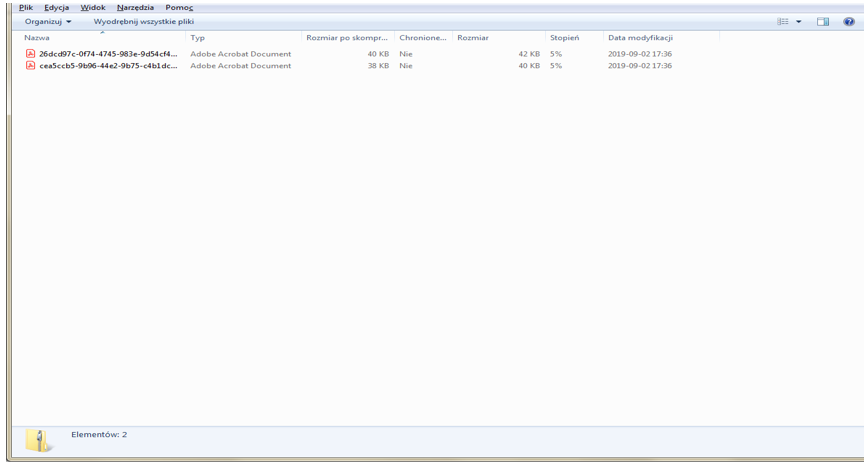 Plik Edycja Widok Narzędzia Pomoc
Organizuj Wyodrębnij wszystkie pliki
Nazwa Typ Rozmiar po skompr... Chronione... Rozmiar Stopień Data modyfikacji
26dcd97c-0f74-4745-983e-9d54cf4... Adobe Acrobat Document 40 KB Nie 42 KB 5% 2019-09-02 17:36
cea5ccb5-9b96-44e2-9b75-c4b1dc... Adobe Acrobat Document 38 KB Nie 40 KB 5% 2019-09-02 17:36
Elementów: 2